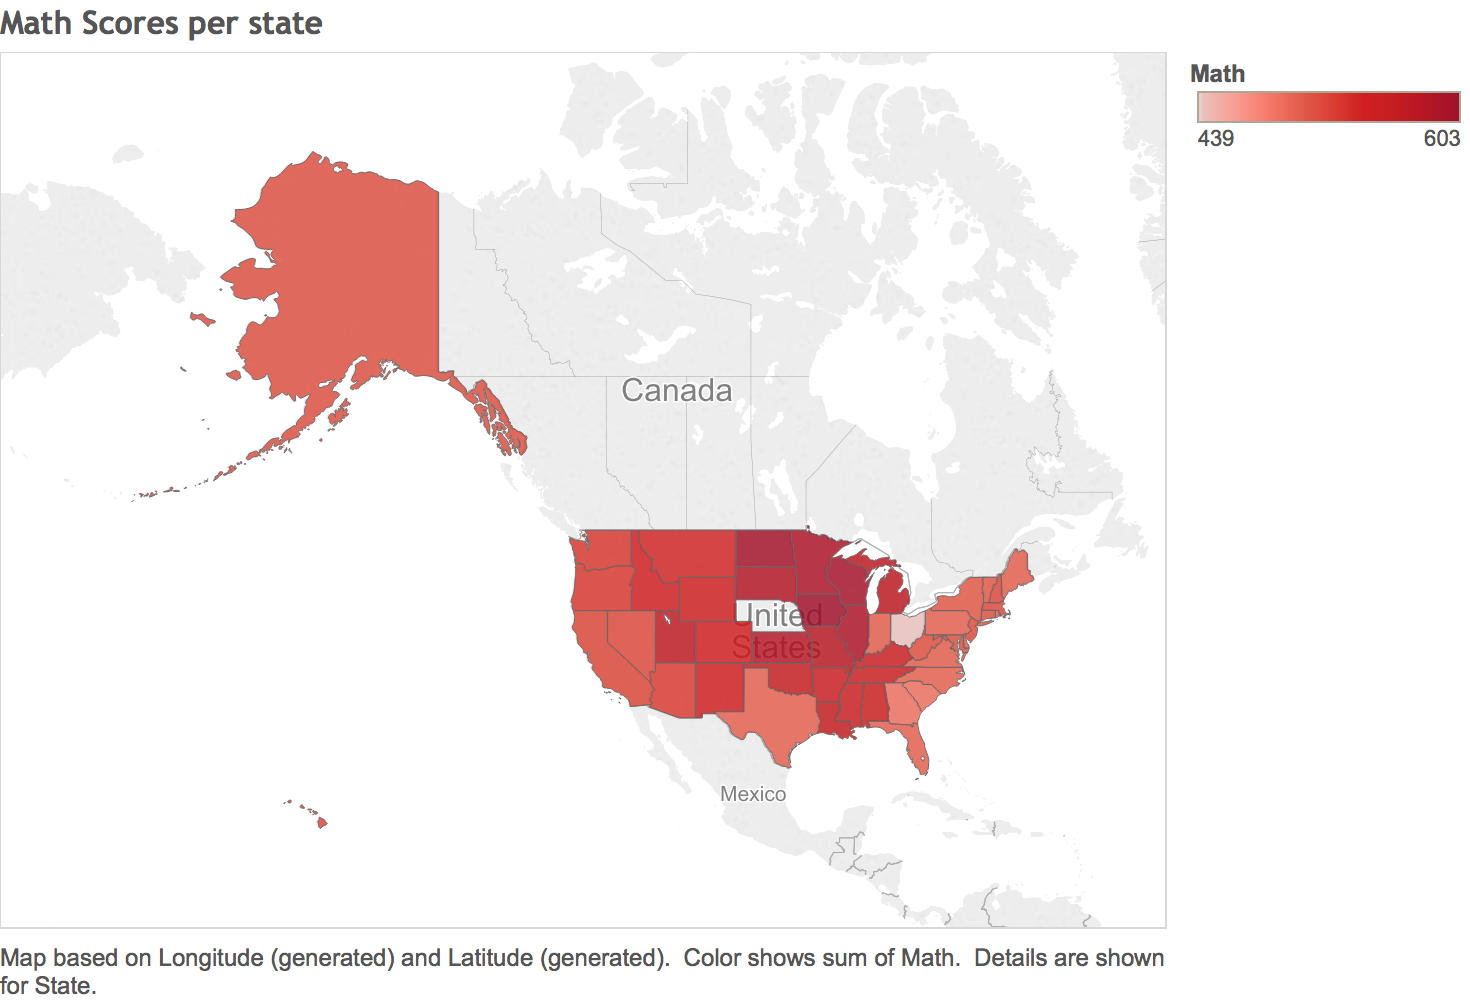 Math Scores per state
Math
439 603
Canada
United
States
Mexico
Map based on Longitude (generated) and Latitude (generated).  Color shows sum of Math.  Details are shown
for State.